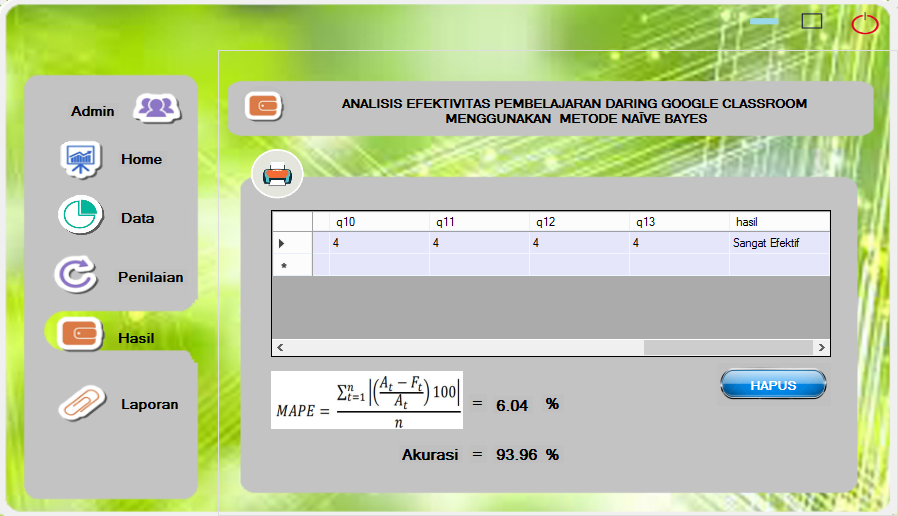 Admin
Home
Data
Penilaian
Hasil
Laporan
ANALISIS EFEKTIVITAS PEMBELAJARAN DARING GOOGLE CLASSROOM
MENGGUNAKAN METODE NAÏVE BAYES
q10 q11 q12 q13 hasil
4 4 4 4 Sangat Efektif
MAPE = \frac{\sum_{t=1}^{n}\left|\left(\frac{A_t - F_t}{A_t}\right)100\right|}{n} = 6.04 %
HAPUS
Akurasi = 93.96 %